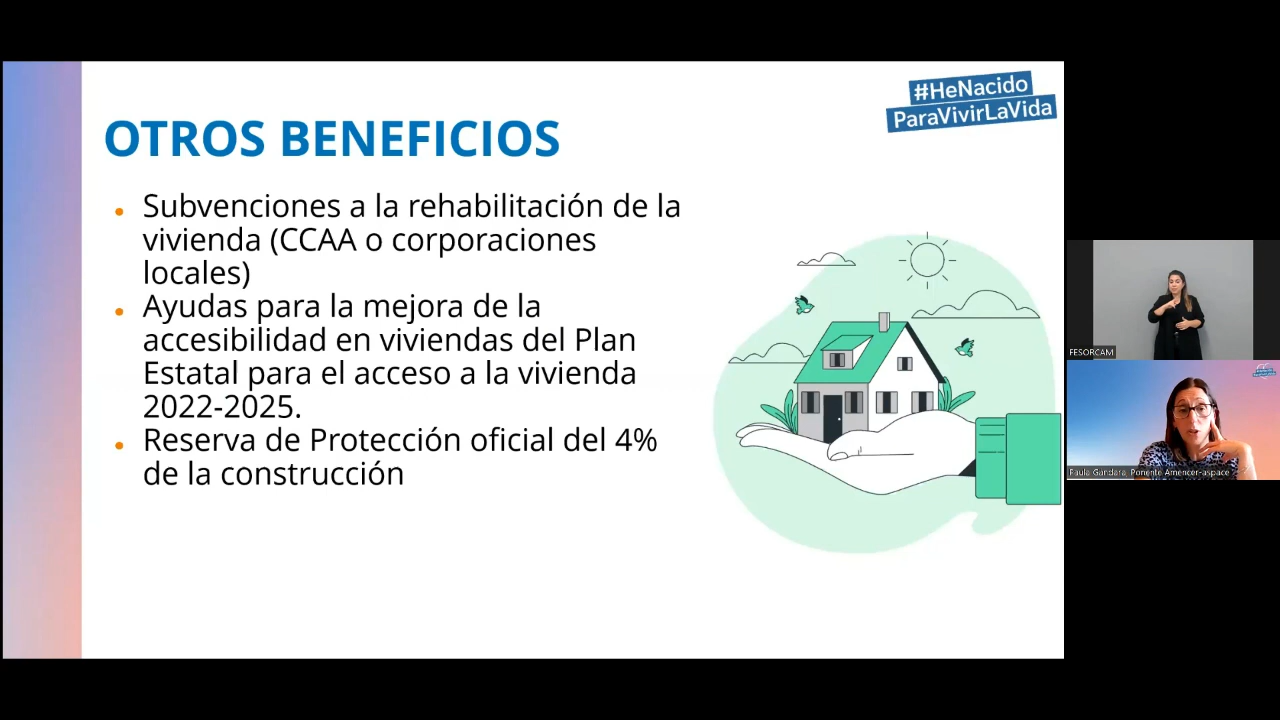 #HeNacido
ParaVivirLaVida
OTROS BENEFICIOS
Subvenciones a la rehabilitación de la
vivienda (CCAA o corporaciones
locales)
Ayudas para la mejora de la
accesibilidad en viviendas del Plan
Estatal para el acceso a la vivienda
2022-2025.
Reserva de Protección oficial del 4%
de la construcción
FESORCAM
Paula Gandara, Ponente Amencer-aspace